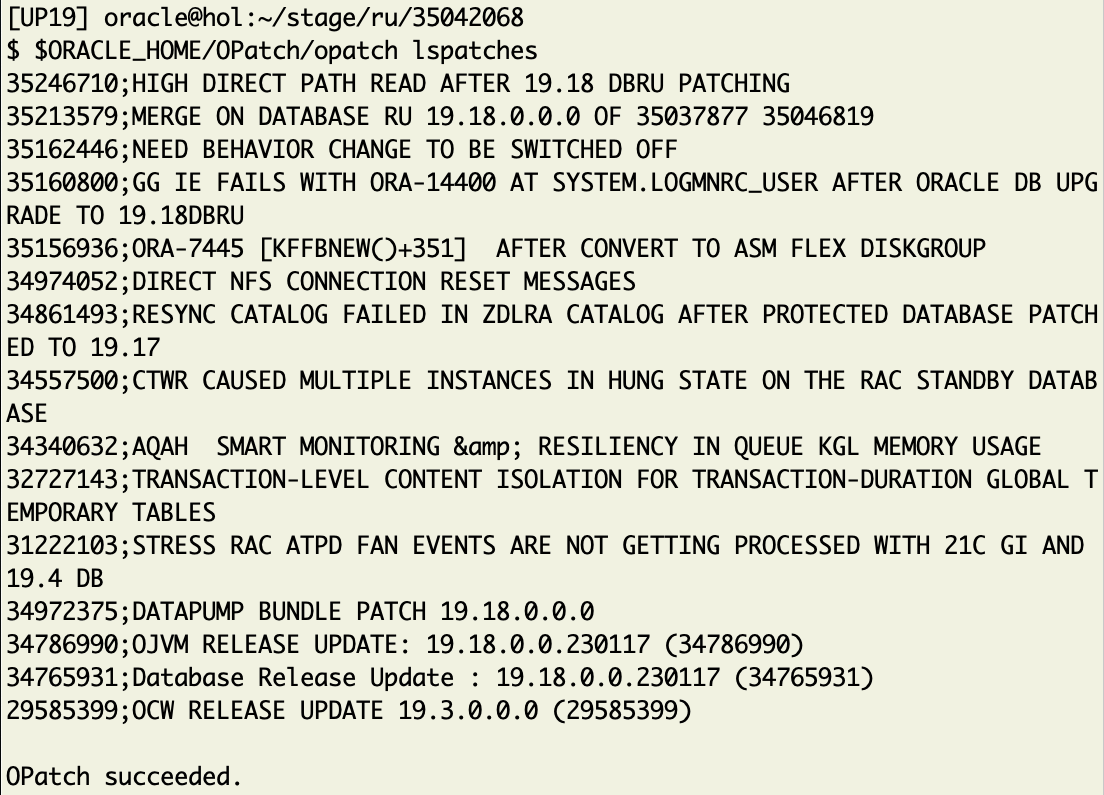 [UP19] oracle@hol:~/stage/ru/35042068
$ $ORACLE_HOME/OPatch/opatch lspatches
35246710;HIGH DIRECT PATH READ AFTER 19.18 DBRU PATCHING
35213579;MERGE ON DATABASE RU 19.18.0.0.0 OF 35037877 35046819
35162446;NEED BEHAVIOR CHANGE TO BE SWITCHED OFF
35160800;GG IE FAILS WITH ORA-14400 AT SYSTEM.LOGMNRC_USER AFTER ORACLE DB UPG
RADE TO 19.18DBRU
35156936;ORA-7445 [KFFBNEW()+351]  AFTER CONVERT TO ASM FLEX DISKGROUP
34974052;DIRECT NFS CONNECTION RESET MESSAGES
34861493;RESYNC CATALOG FAILED IN ZDLRA CATALOG AFTER PROTECTED DATABASE PATCH
ED TO 19.17
34557500;CTWR CAUSED MULTIPLE INSTANCES IN HUNG STATE ON THE RAC STANDBY DATAB
ASE
34340632;AQAH  SMART MONITORING &amp; RESILIENCY IN QUEUE KGL MEMORY USAGE
32727143;TRANSACTION-LEVEL CONTENT ISOLATION FOR TRANSACTION-DURATION GLOBAL T
EMPORARY TABLES
31222103;STRESS RAC ATPD FAN EVENTS ARE NOT GETTING PROCESSED WITH 21C GI AND
19.4 DB
34972375;DATAPUMP BUNDLE PATCH 19.18.0.0.0
34786990;OJVM RELEASE UPDATE: 19.18.0.0.230117 (34786990)
34765931;Database Release Update : 19.18.0.0.230117 (34765931)
29585399;OCW RELEASE UPDATE 19.3.0.0.0 (29585399)
OPatch succeeded.